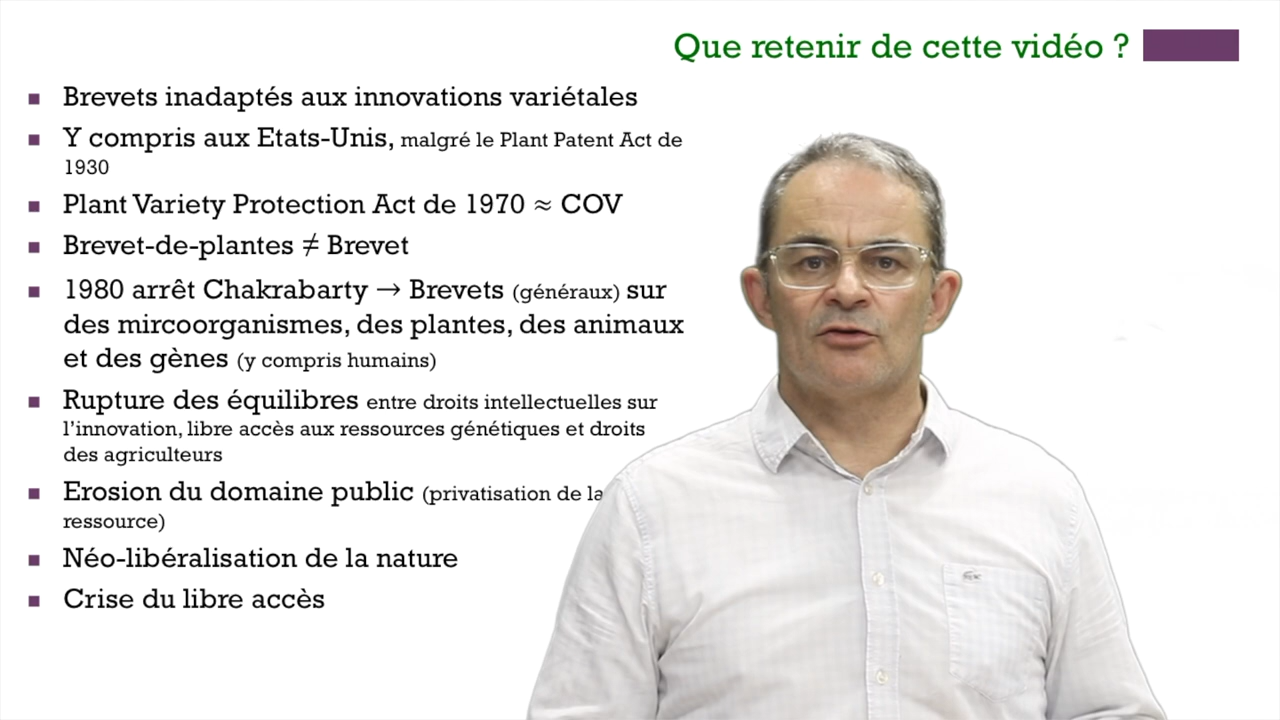 Que retenir de cette vidéo ?
Brevets inadaptés aux innovations variétales
Y compris aux Etats-Unis, malgré le Plant Patent Act de
1930
Plant Variety Protection Act de 1970 ≈ COV
Brevet-de-plantes ≠ Brevet
1980 arrêt Chakrabarty → Brevets (généraux) sur
des mircoorganismes, des plantes, des animaux
et des gènes (y compris humains)
Rupture des équilibres entre droits intellectuelles sur
l'innovation, libre accès aux ressources génétiques et droits
des agriculteurs
Erosion du domaine public (privatisation de la
ressource)
Néo-libéralisation de la nature
Crise du libre accès